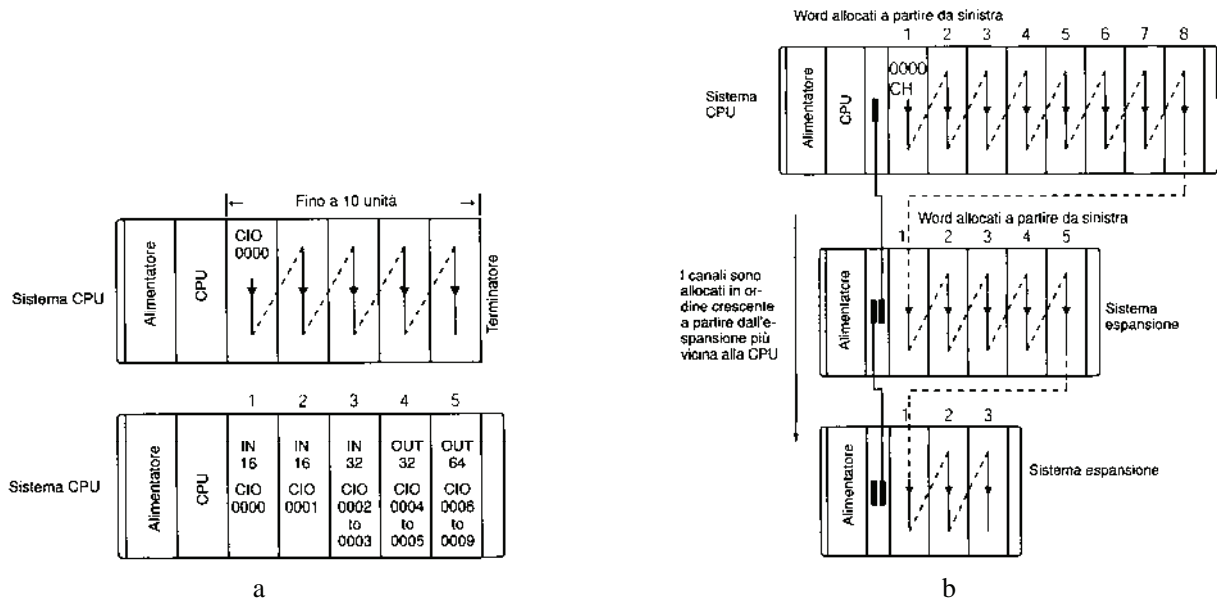 Fino a 10 unità
CIO
0000
Alimentatore
CPU
Terminatore
Sistema CPU
1 2 3 4 5
IN
16
CIO
0000
IN
16
CIO
0001
IN
32
CIO
0002
to
0003
OUT
32
CIO
0004
to
0005
OUT
64
CIO
0006
to
0009
Alimentatore
CPU
Sistema CPU
a
Word allocati a partire da sinistra
1 2 3 4 5 6 7 8
0000
CH
Alimentatore
CPU
Sistema
CPU
Word allocati a partire da sinistra
1 2 3 4 5
Alimentatore
I canali sono
allocati in or-
dine crescente
a partire dall'e-
spansione più
vicina alla CPU
Sistema
espansione
1 2 3
Alimentatore
Sistema espansione
b